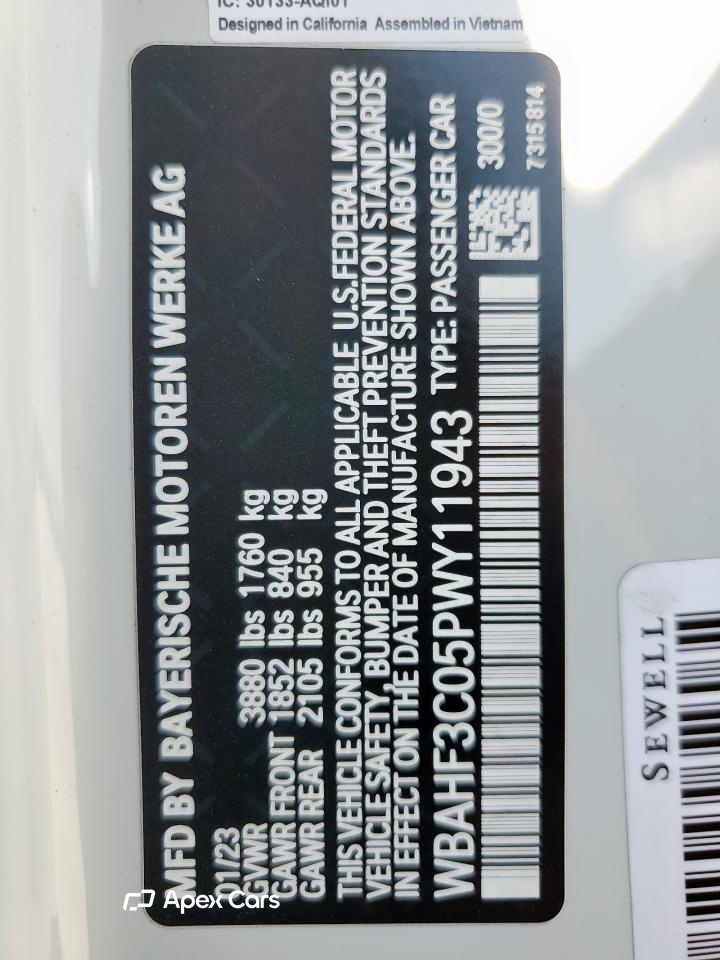 IC: 30133-AQI01
Designed in California Assembled in Vietnam
MFD BY BAYERISCHE MOTOREN WERKE AG
01/23
GVWR 3880 lbs 1760 kg
GAWR FRONT 1852 lbs 840 kg
GAWR REAR 2105 lbs 955 kg
THIS VEHICLE CONFORMS TO ALL APPLICABLE U.S.FEDERAL MOTOR
VEHICLE SAFETY, BUMPER AND THEFT PREVENTION STANDARDS
IN EFFECT ON THE DATE OF MANUFACTURE SHOWN ABOVE.
WBAHF3C05PWY11943 TYPE: PASSENGER CAR
300/0
7315814
SEWELL
Apex Cars